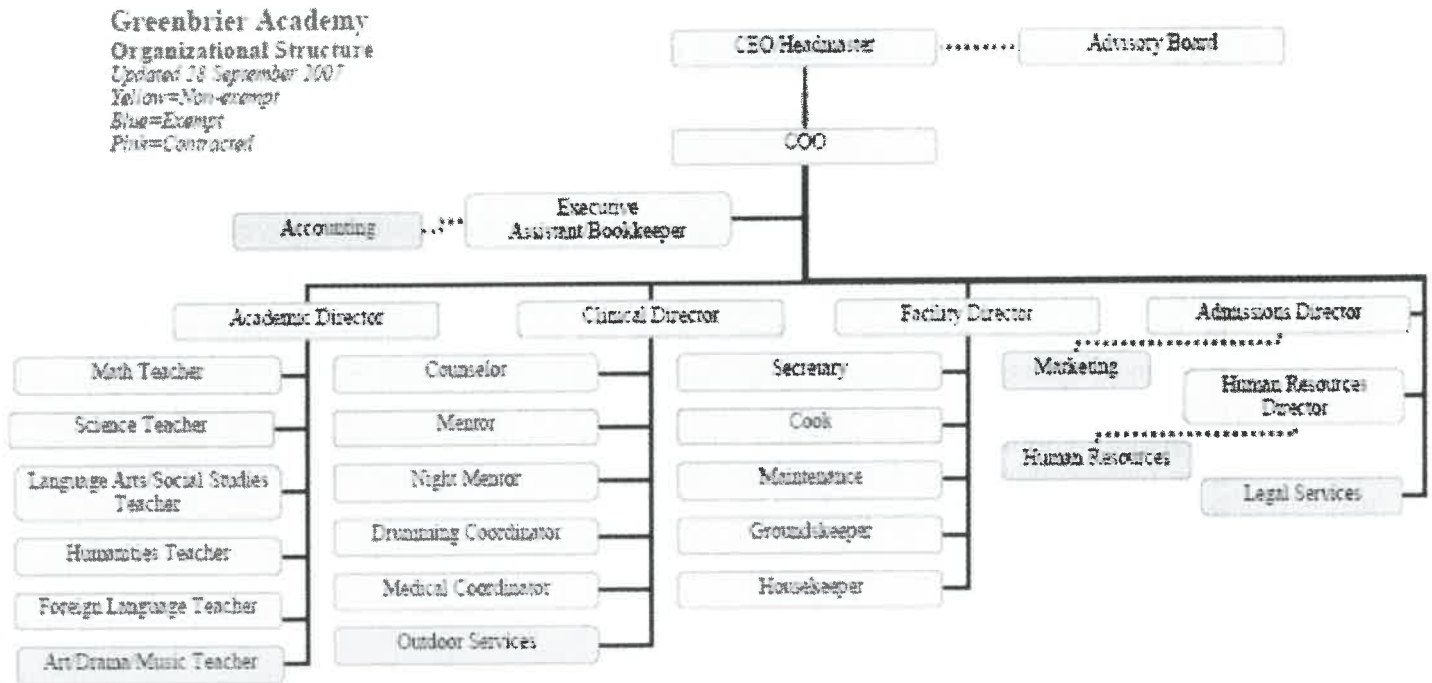 Greenbrier Academy
Organizational Structure
Updated 28 September 2007
Yellow=Non-exempt
Blue=Exempt
Pink=Contracted
CEO/Headmaster
Advisory Board
COO
Accounting
Executive
Assistant/Bookkeeper
Academic Director
Clinical Director
Facility Director
Admissions Director
Math Teacher
Science Teacher
Language Arts/Social Studies
Teacher
Humanities Teacher
Foreign Language Teacher
Art/Drama/Music Teacher
Counselor
Mentor
Night Mentor
Drumming Coordinator
Medical Coordinator
Outdoor Services
Secretary
Cook
Maintenance
Groundskeeper
Housekeeper
Marketing
Human Resources
Director
Human Resources
Legal Services